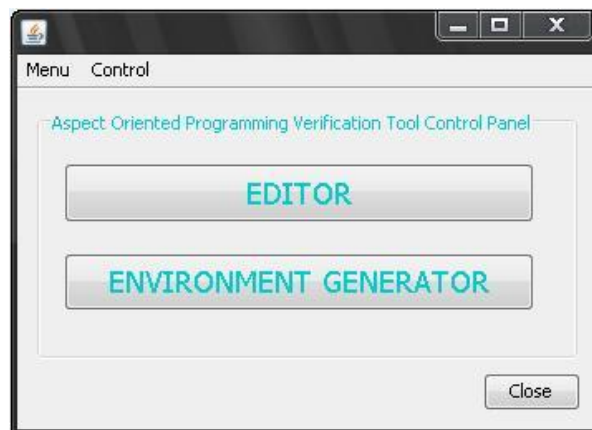 Menu Control
Aspect Oriented Programming Verification Tool Control Panel
EDITOR
ENVIRONMENT GENERATOR
Close